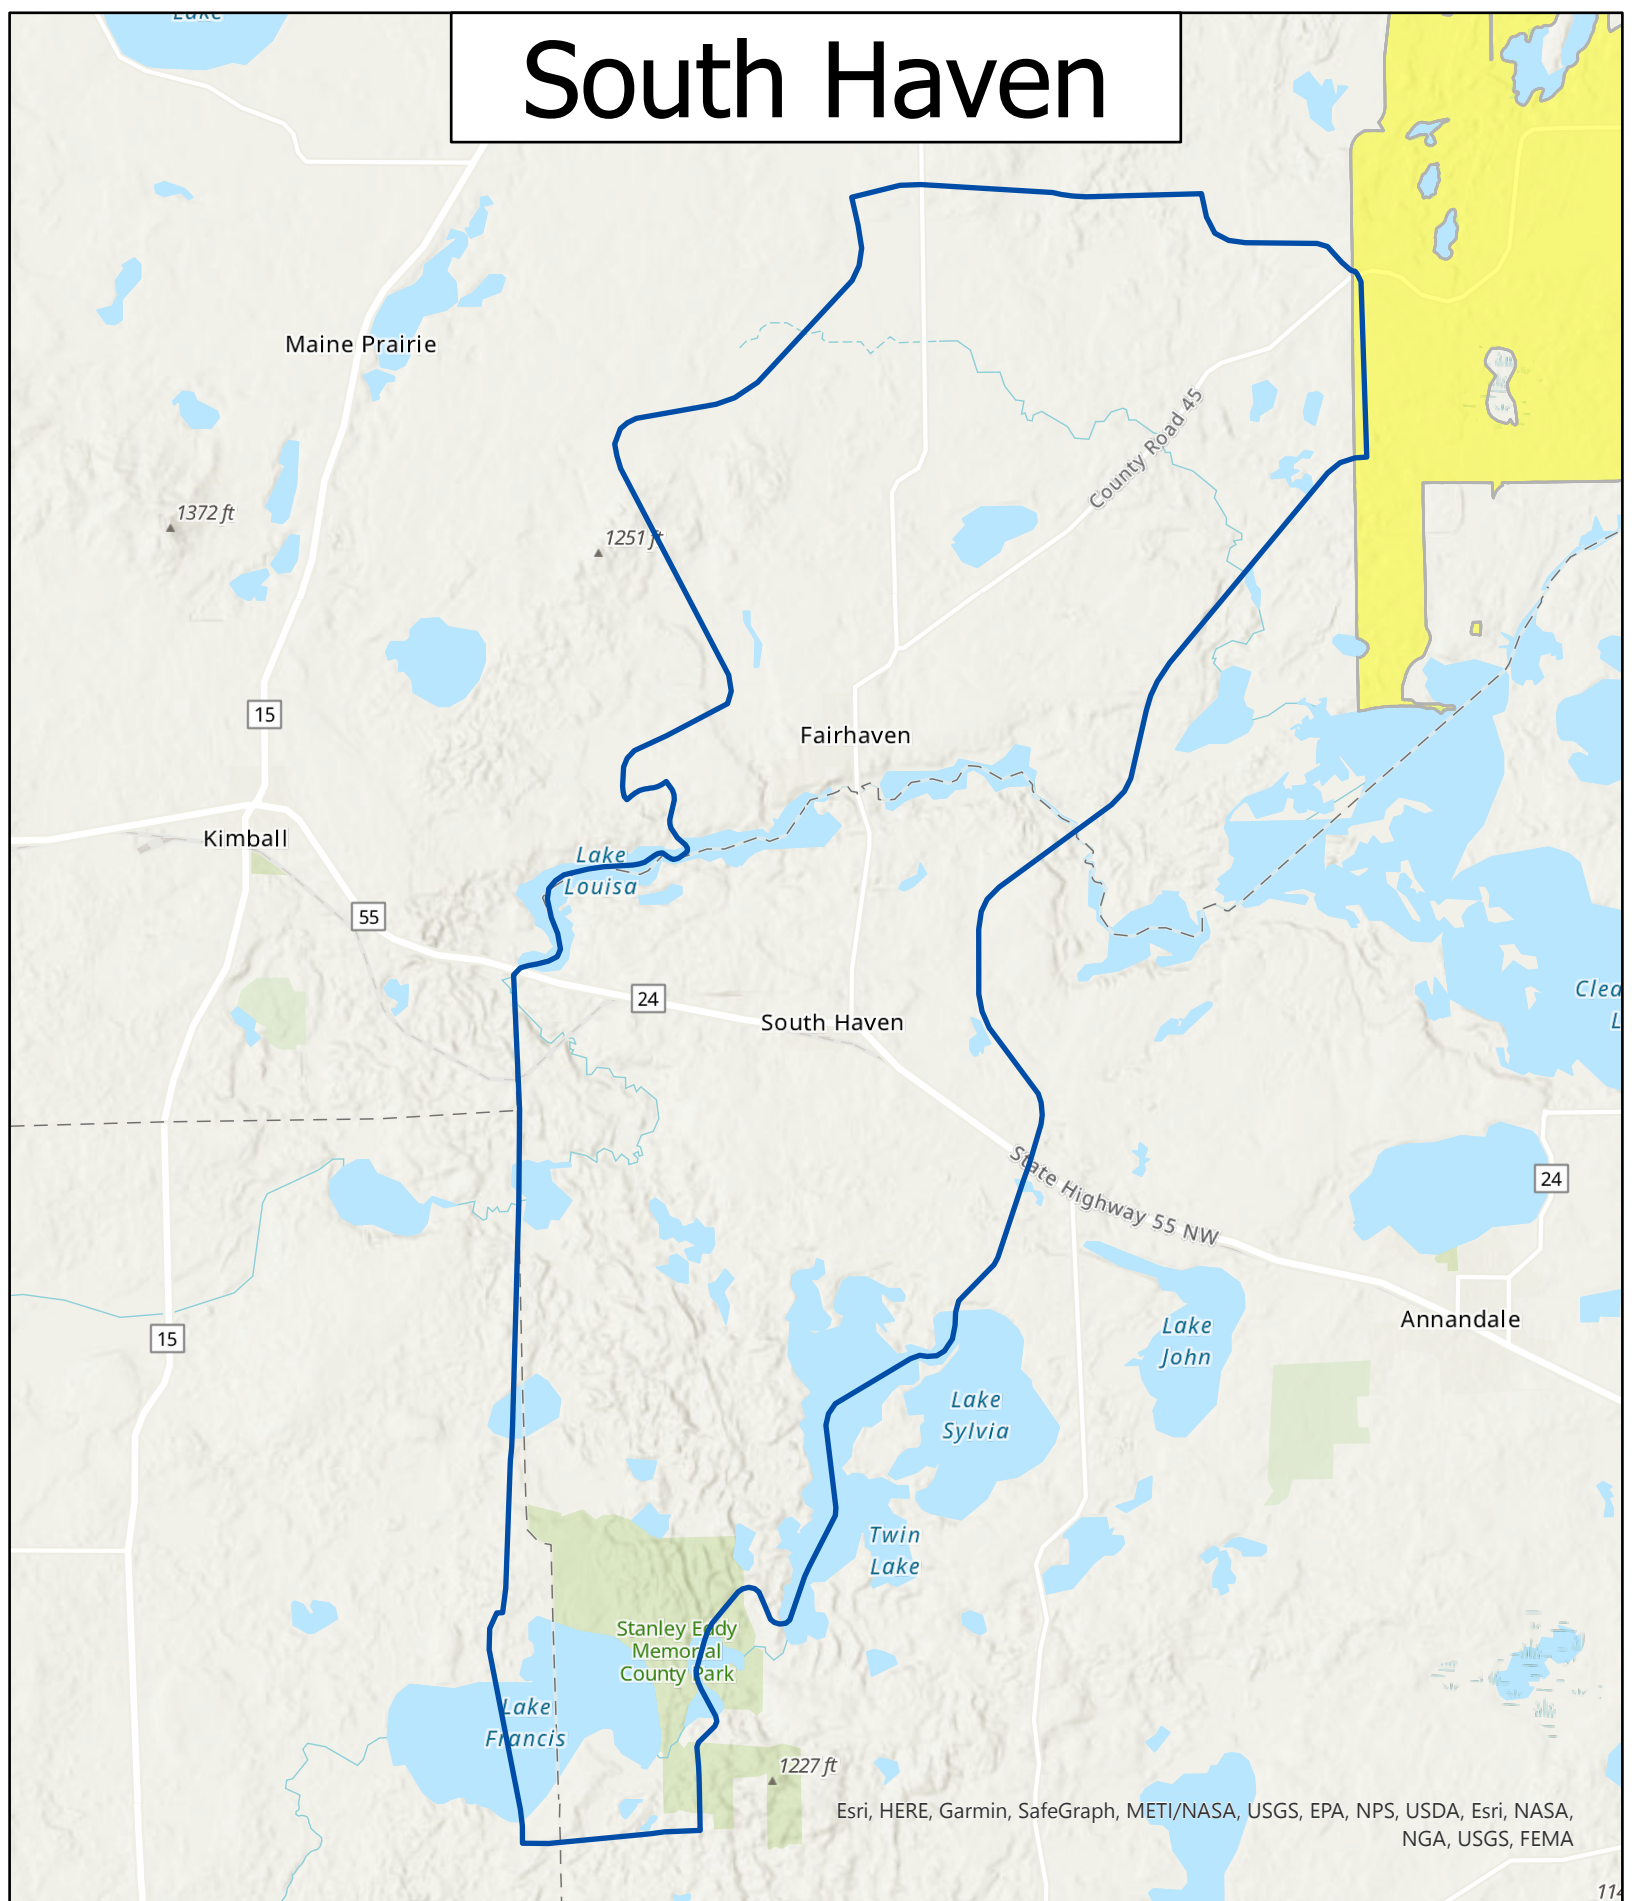 Lake
South Haven
Maine Prairie
County Road 45
1372 ft
1251 ft
15
Fairhaven
Kimball
Lake
Louisa
55
24
South Haven
State Highway 55 NW
24
Lake
John
Annandale
15
Lake
Sylvia
Twin
Lake
Stanley Eddy
Memorial
County Park
Lake
Francis
1227 ft
Esri, HERE, Garmin, SafeGraph, METI/NASA, USGS, EPA, NPS, USDA, Esri, NASA,
NGA, USGS, FEMA